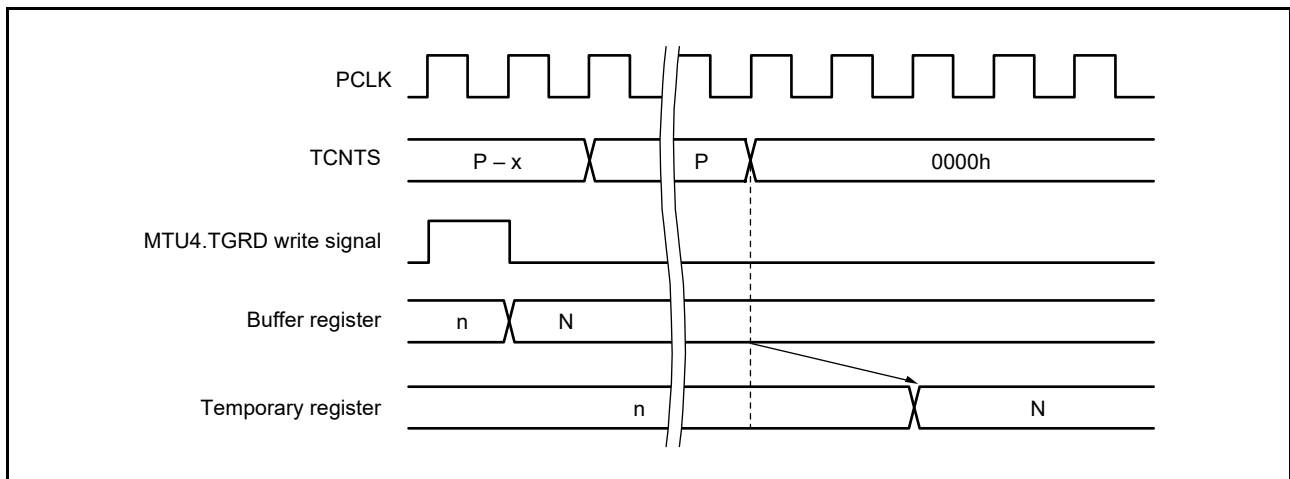 PCLK
TCNTS P – x P 0000h
MTU4.TGRD write signal
Buffer register n N
Temporary register n N